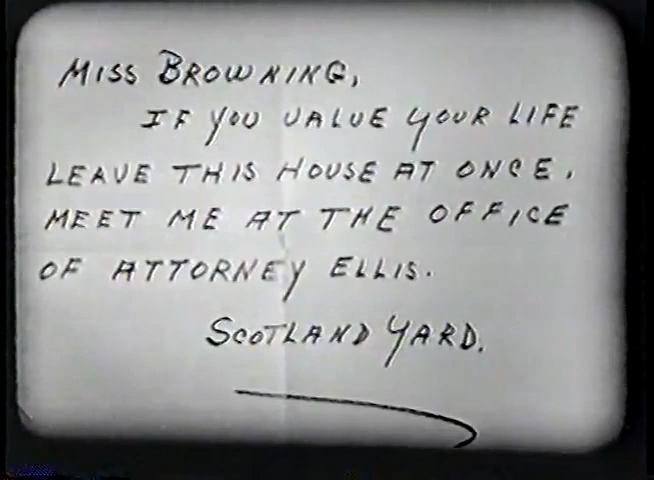 Miss Browning,
If you value your life
leave this house at once.
Meet me at the office
of Attorney Ellis.
Scotland Yard.